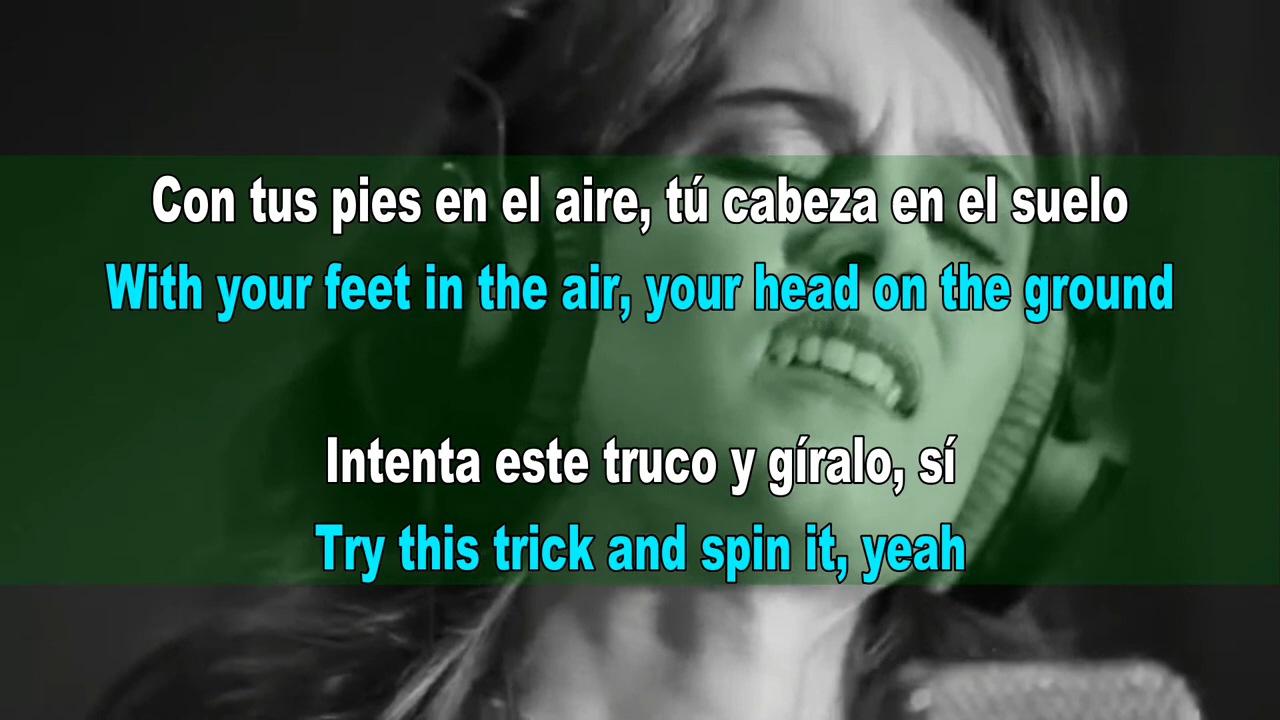 Con tus pies en el aire, tú cabeza en el suelo
With your feet in the air, your head on the ground
Intenta este truco y gíralo, sí
Try this trick and spin it, yeah